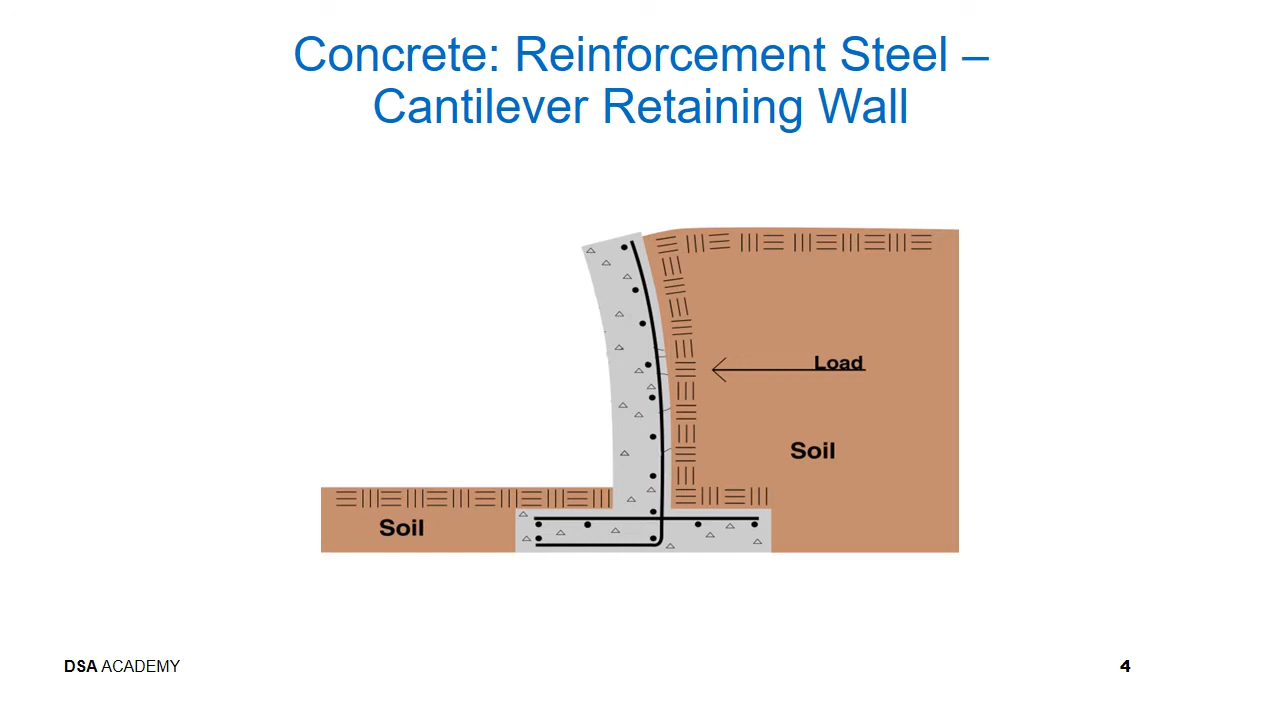 Concrete: Reinforcement Steel –
Cantilever Retaining Wall
Load
Soil
Soil
DSA ACADEMY
4